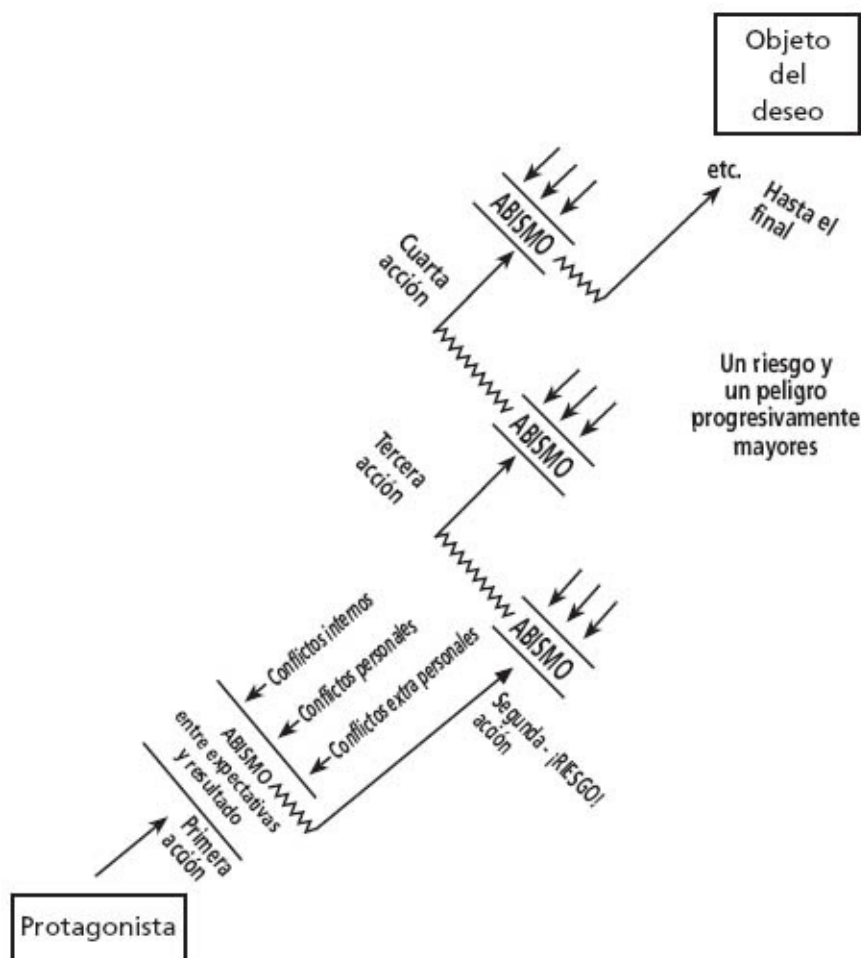 Objeto
del
deseo
etc.
Hasta el
final
ABISMO
Cuarta
acción
Un riesgo y
un peligro
progresivamente
mayores
ABISMO
Tercera
acción
ABISMO
Conflictos internos
Conflictos personales
Conflictos extra personales
Segunda - ¡RIESGO!
acción
ABISMO
entre expectativas
y resultado
Primera
acción
Protagonista